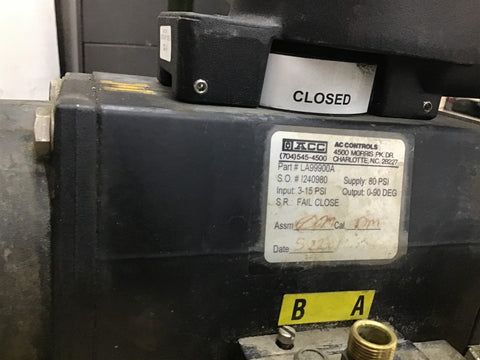 CLOSED
ACC
AC CONTROLS
4500 MORRIS PK DR.
(704)545-4500
CHARLOTTE, N.C. 28227
Part # LA99900A
S.O. # I240980 Supply: 80 PSI
Input: 3-15 PSI Output: 0-90 DEG
S.R. FAIL CLOSE
Assm Cal.
Date
B A